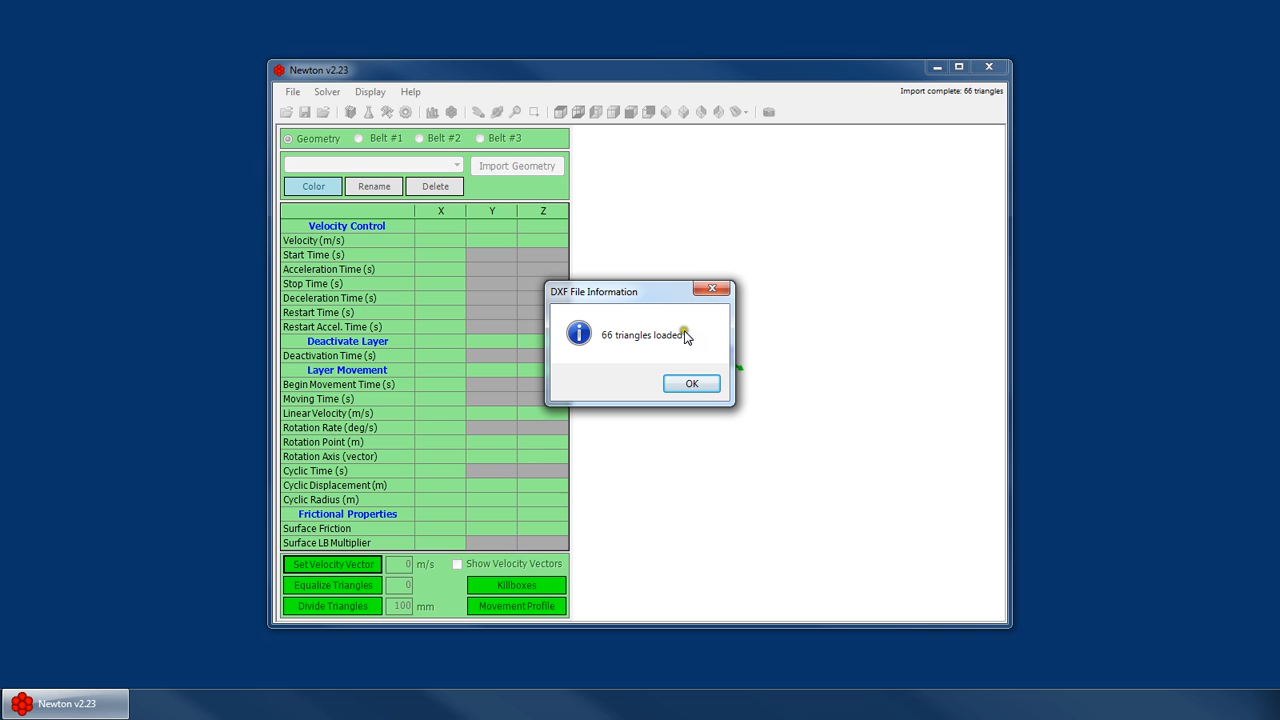 Newton v2.23
File Solver Display Help
Import complete: 66 triangles
Geometry Belt #1 Belt #2 Belt #3
Import Geometry
Color Rename Delete
X Y Z
Velocity Control
Velocity (m/s)
Start Time (s)
Acceleration Time (s)
Stop Time (s)
Deceleration Time (s)
Restart Time (s)
Restart Accel. Time (s)
Deactivate Layer
Deactivation Time (s)
Layer Movement
Begin Movement Time (s)
Moving Time (s)
Linear Velocity (m/s)
Rotation Rate (deg/s)
Rotation Point (m)
Rotation Axis (vector)
Cyclic Time (s)
Cyclic Displacement (m)
Cyclic Radius (m)
Frictional Properties
Surface Friction
Surface LB Multiplier
Set Velocity Vector 0 m/s Show Velocity Vectors
Equalize Triangles 0 Killboxes
Divide Triangles 100 mm Movement Profile
DXF File Information
66 triangles loaded
OK
Newton v2.23